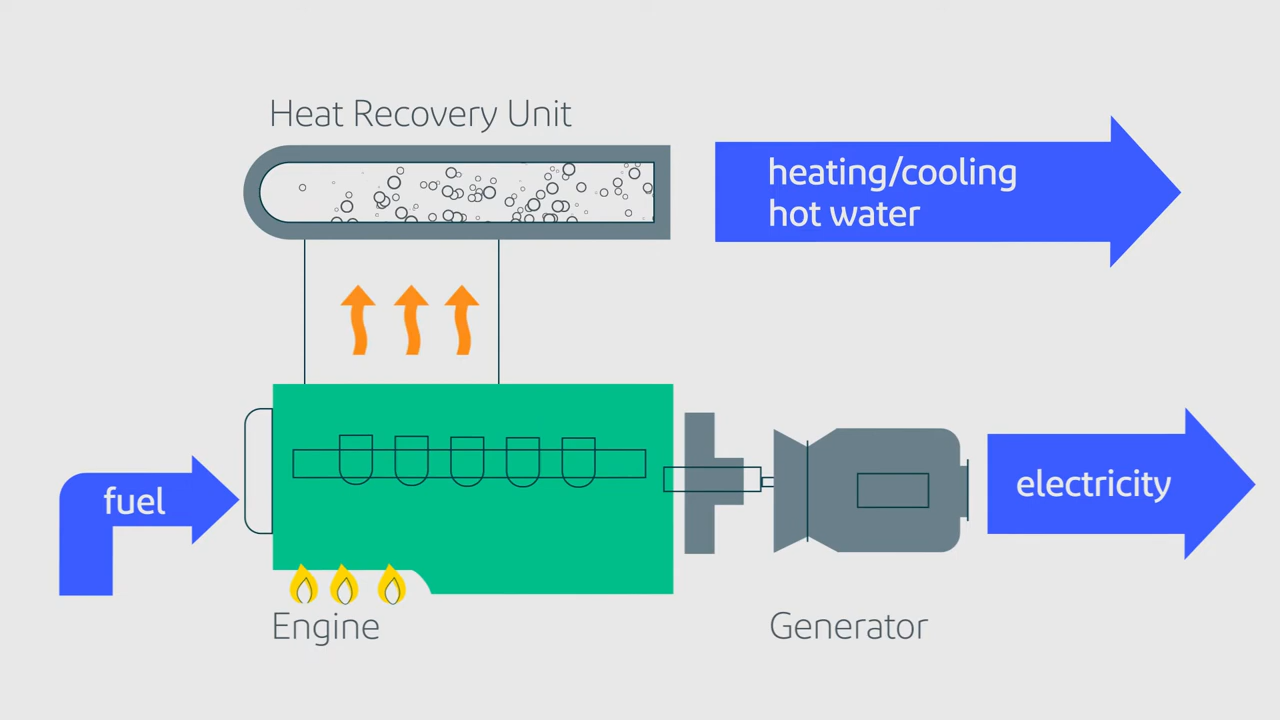 Heat Recovery Unit
heating/cooling
hot water
fuel
electricity
Engine
Generator